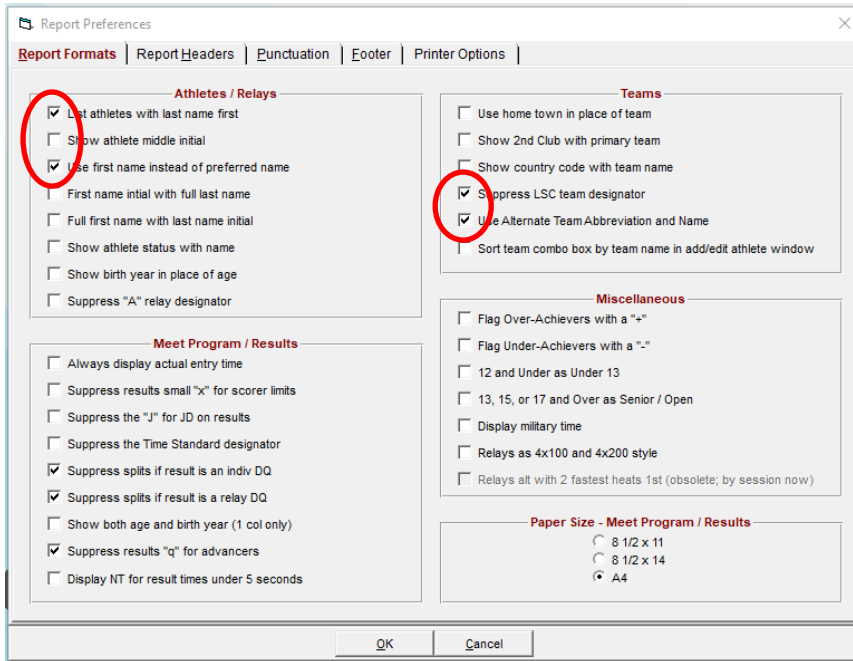 Report Preferences
Report Formats
Report Headers
Punctuation
Footer
Printer Options
Athletes / Relays
List athletes with last name first
Show athlete middle initial
Use first name instead of preferred name
First name intial with full last name
Full first name with last name initial
Show athlete status with name
Show birth year in place of age
Suppress "A" relay designator
Meet Program / Results
Always display actual entry time
Suppress results small "x" for scorer limits
Suppress the "J" for JD on results
Suppress the Time Standard designator
Suppress splits if result is an indiv DQ
Suppress splits if result is a relay DQ
Show both age and birth year (1 col only)
Suppress results "q" for advancers
Display NT for result times under 5 seconds
Teams
Use home town in place of team
Show 2nd Club with primary team
Show country code with team name
Suppress LSC team designator
Use Alternate Team Abbreviation and Name
Sort team combo box by team name in add/edit athlete window
Miscellaneous
Flag Over-Achievers with a "+"
Flag Under-Achievers with a "-"
12 and Under as Under 13
13, 15, or 17 and Over as Senior / Open
Display military time
Relays as 4x100 and 4x200 style
Relays alt with 2 fastest heats 1st (obsolete; by session now)
Paper Size - Meet Program / Results
8 1/2 x 11
8 1/2 x 14
A4
OK
Cancel